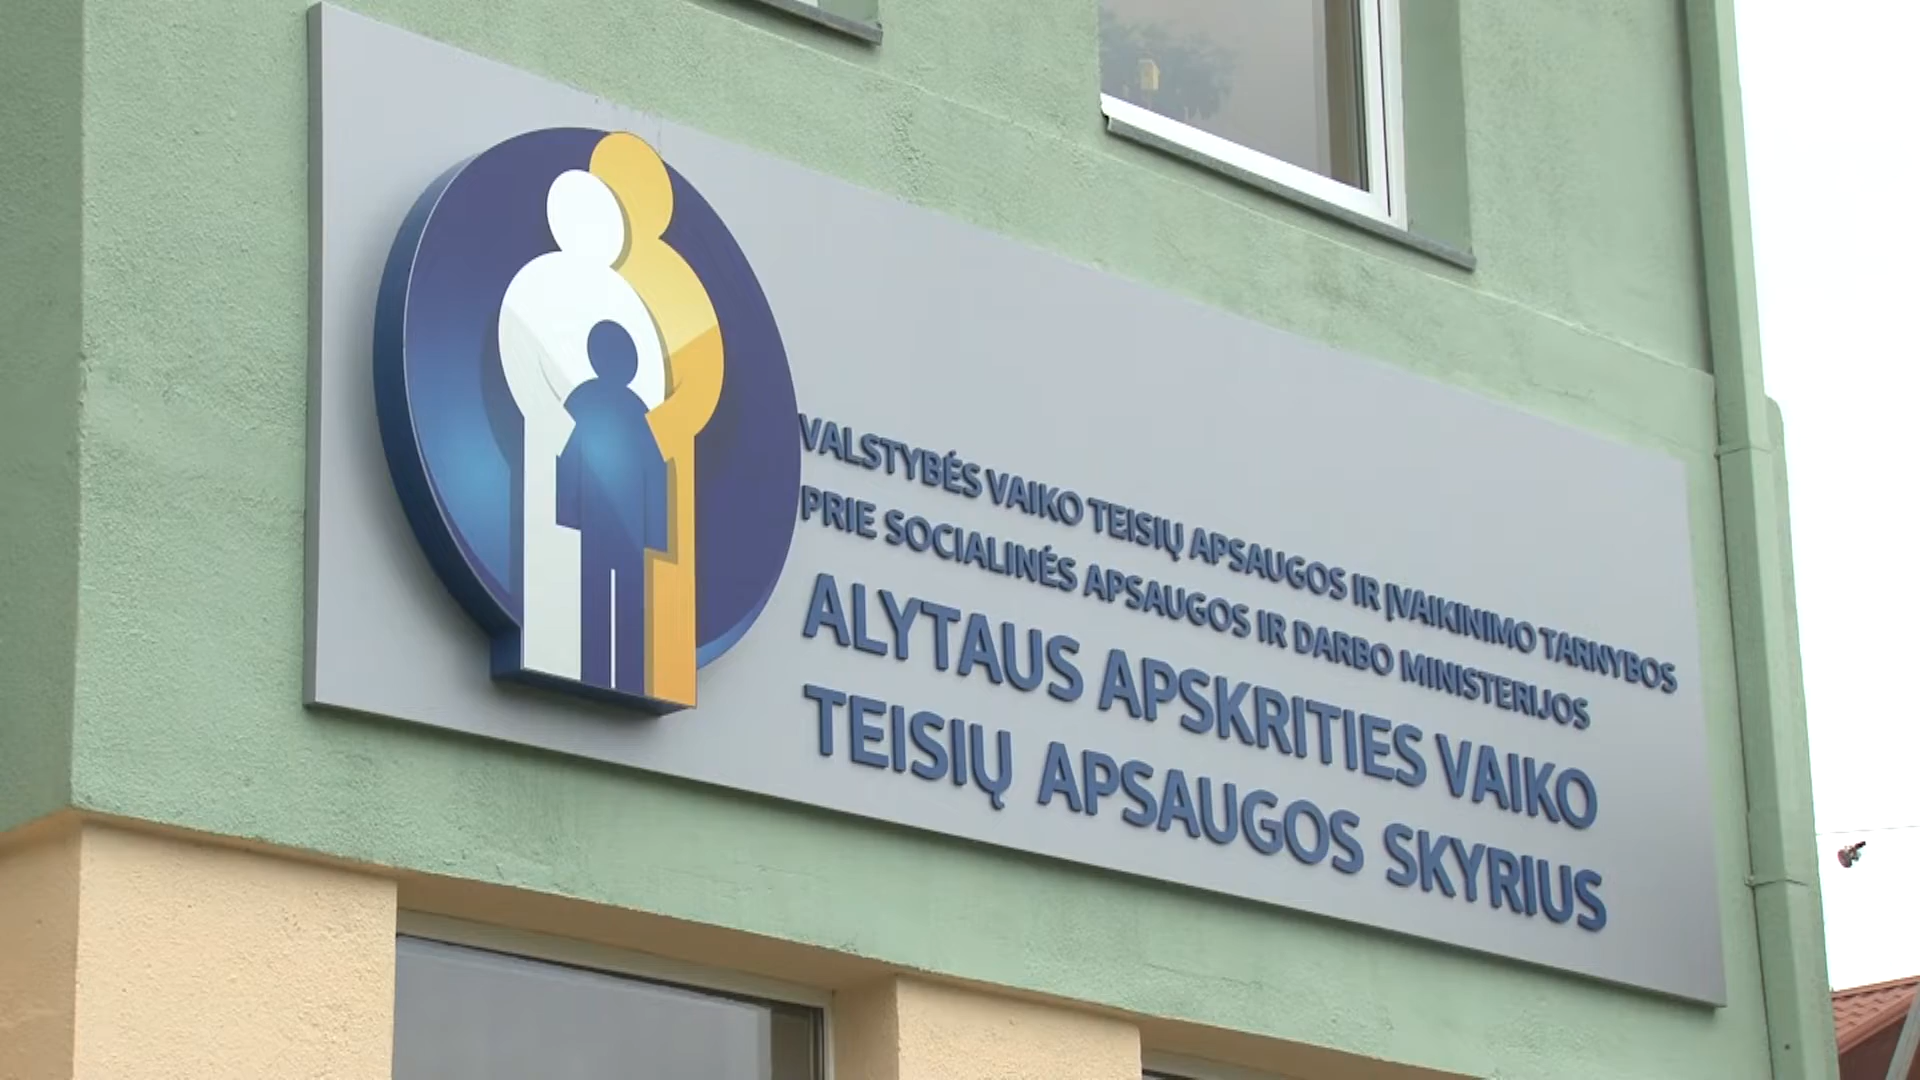 VALSTYBĖS VAIKO TEISIŲ APSAUGOS IR ĮVAIKINIMO TARNYBOS
PRIE SOCIALINĖS APSAUGOS IR DARBO MINISTERIJOS
ALYTAUS APSKRITIES VAIKO
TEISIŲ APSAUGOS SKYRIUS